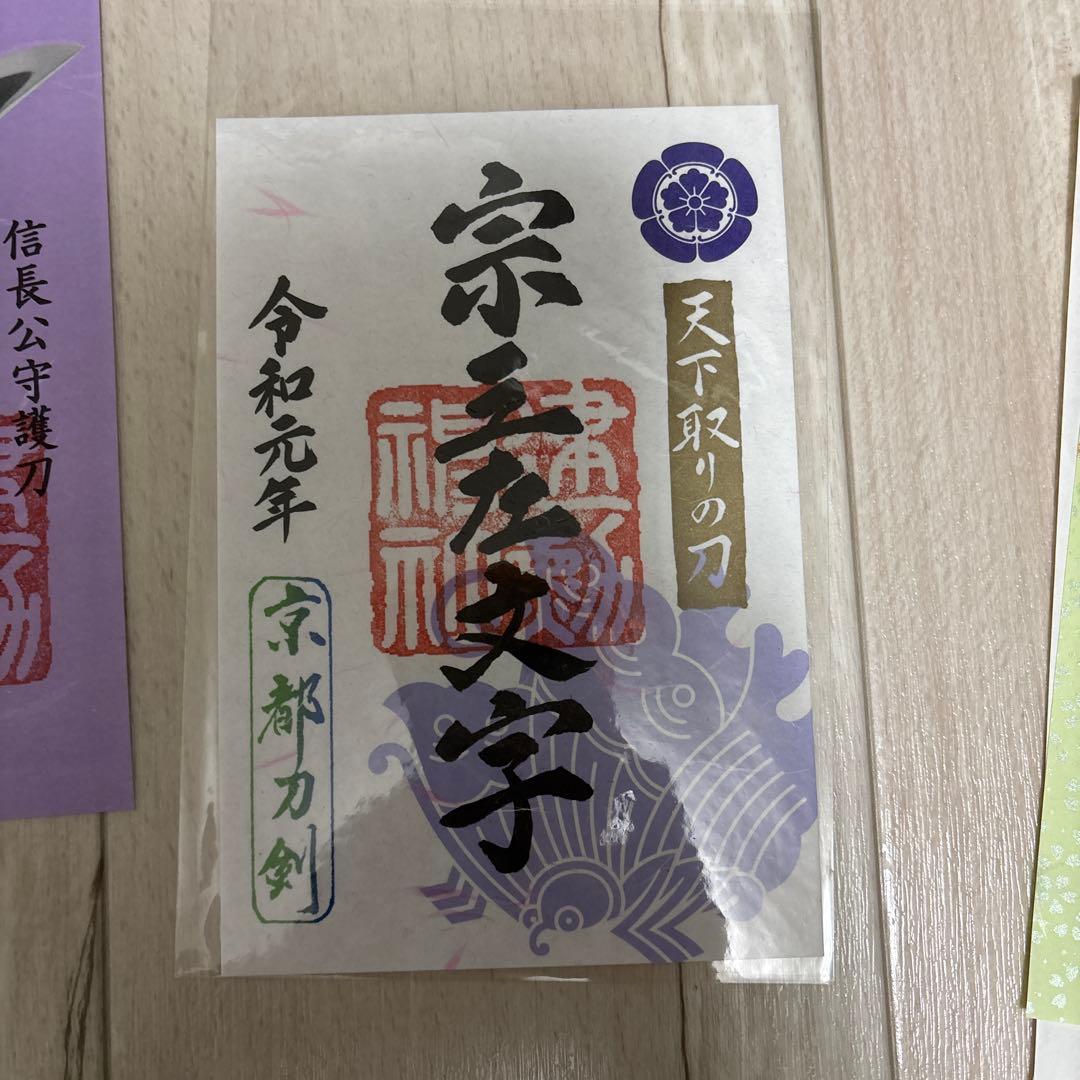 天下取りの刀
宗三左文字
令和元年
京都刀剣
信長公守護刀